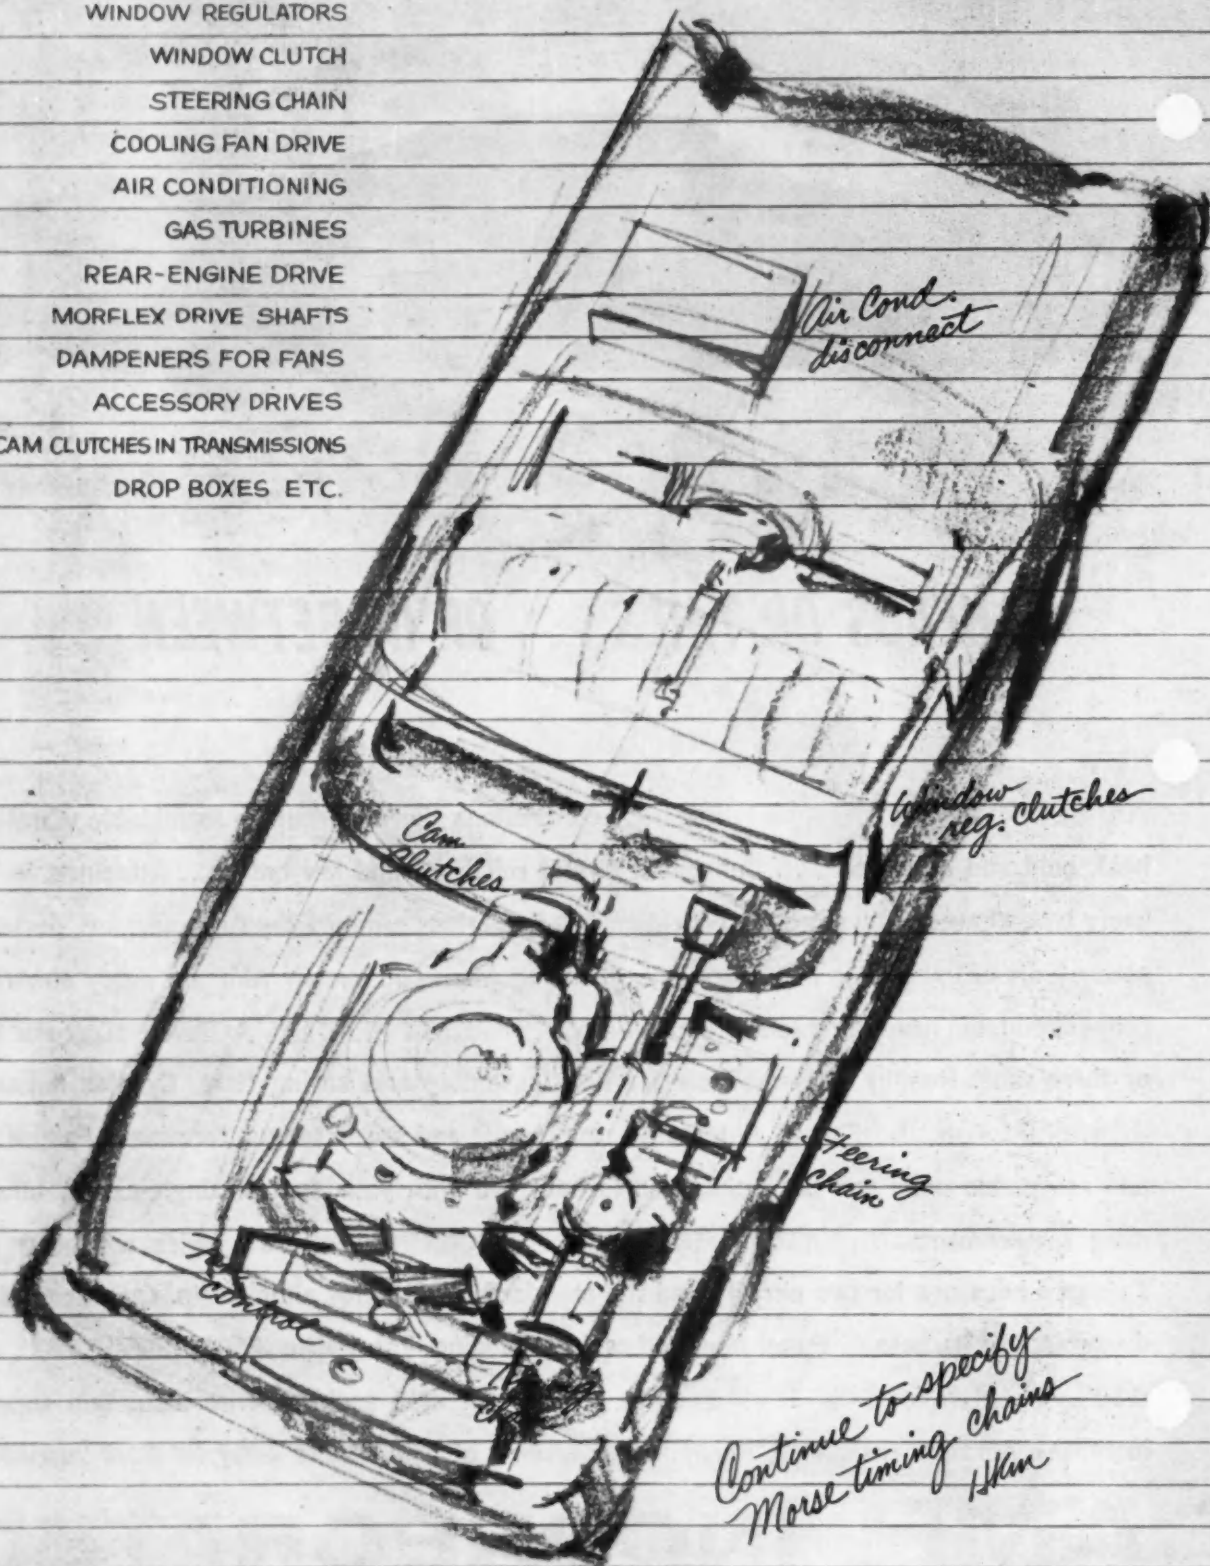 WINDOW REGULATORS
WINDOW CLUTCH
STEERING CHAIN
COOLING FAN DRIVE
AIR CONDITIONING
GAS TURBINES
REAR-ENGINE DRIVE
MORFLEX DRIVE SHAFTS
DAMPENERS FOR FANS
ACCESSORY DRIVES
CAM CLUTCHES IN TRANSMISSIONS
DROP BOXES ETC.
Air Cond.
disconnect
Window
reg. clutches
Cam
Clutches
Steering
chain
control
Timing
Continue to specify
Morse timing chains